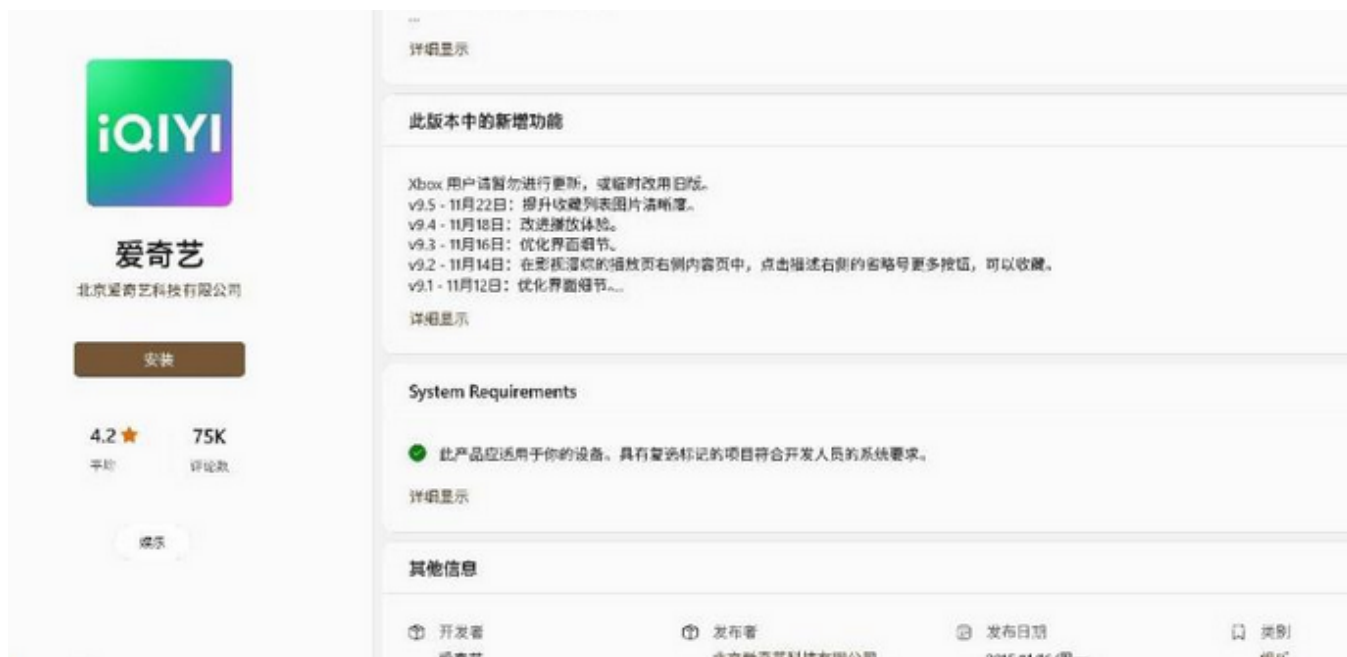 iQIYI
爱奇艺
北京爱奇艺科技有限公司
安装
4.2
75K
平均
评论数
娱乐
...
详细显示
此版本中的新增功能
Xbox 用户请暂勿进行更新，或临时改用旧版。
v9.5 - 11月22日：提升收藏列表图片清晰度。
v9.4 - 11月18日：改进播放体验。
v9.3 - 11月16日：优化界面细节。
v9.2 - 11月14日：在影视混综的播放页右侧内容页中，点击描述右侧的省略号更多按钮，可以收藏。
v9.1 - 11月12日：优化界面细节....
详细显示
System Requirements
此产品应适用于你的设备。具有复选标记的项目符合开发人员的系统要求。
详细显示
其他信息
开发者
发布者
发布日期
类别